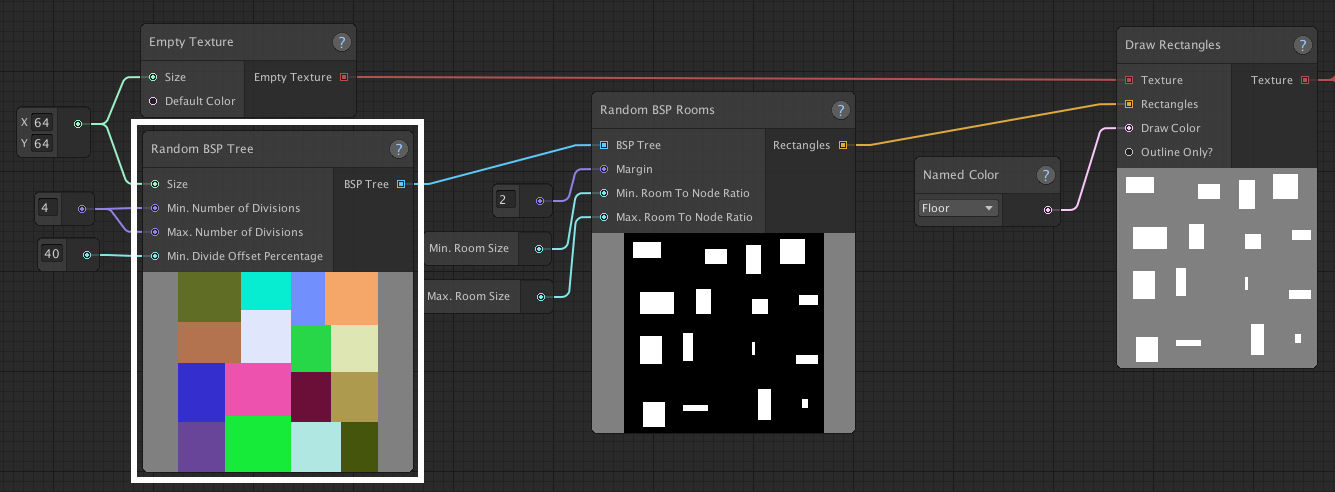 Empty Texture ?
Size
Empty Texture
Default Color
X 64
Y 64
Random BSP Tree ?
Size
BSP Tree
Min. Number of Divisions
Max. Number of Divisions
Min. Divide Offset Percentage
4
40
Random BSP Rooms ?
BSP Tree
Rectangles
Margin
Min. Room To Node Ratio
Max. Room To Node Ratio
2
Min. Room Size
Max. Room Size
Named Color ?
Floor
Draw Rectangles ?
Texture
Texture
Rectangles
Draw Color
Outline Only?